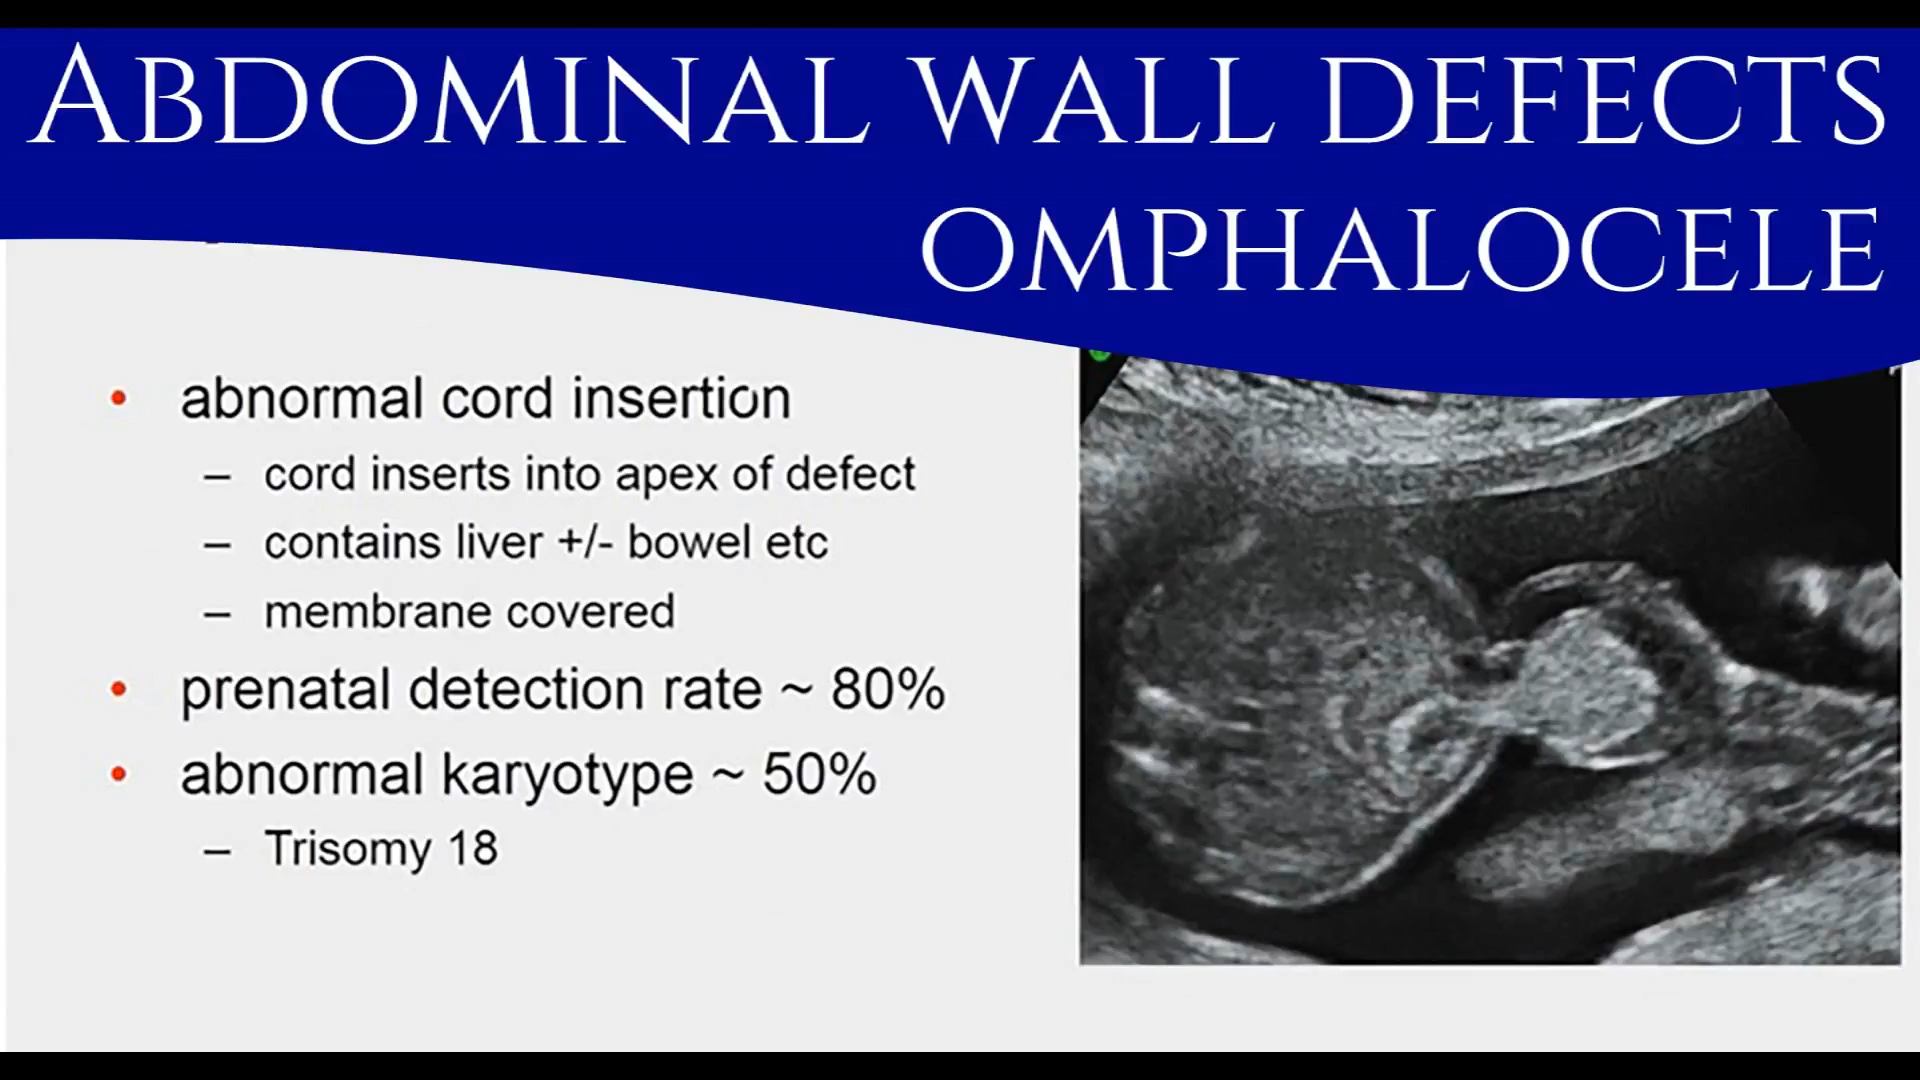 ABDOMINAL WALL DEFECTS
OMPHALOCELE
• abnormal cord insertion
– cord inserts into apex of defect
– contains liver +/- bowel etc
– membrane covered
• prenatal detection rate ~ 80%
• abnormal karyotype ~ 50%
– Trisomy 18